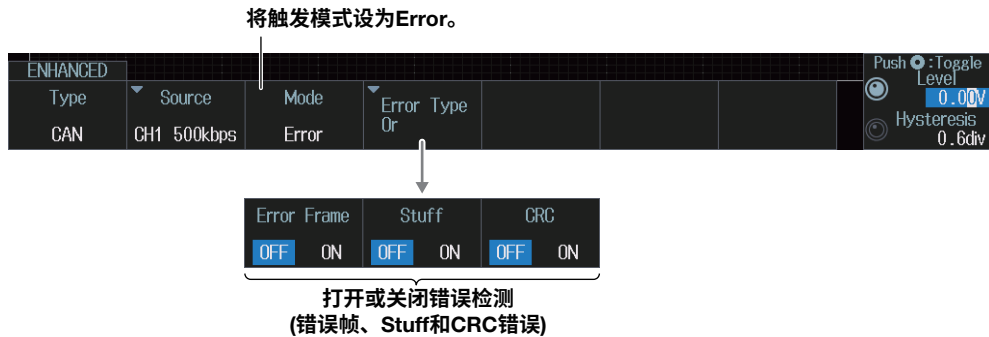 将触发模式设为Error。
ENHANCED
Type
CAN
Source
CH1 500kbps
Mode
Error
Error Type
Or
Push :Toggle
Level
0.00V
Hysteresis
0.6div
Error Frame
OFF ON
Stuff
OFF ON
CRC
OFF ON
打开或关闭错误检测
(错误帧、Stuff和CRC错误)